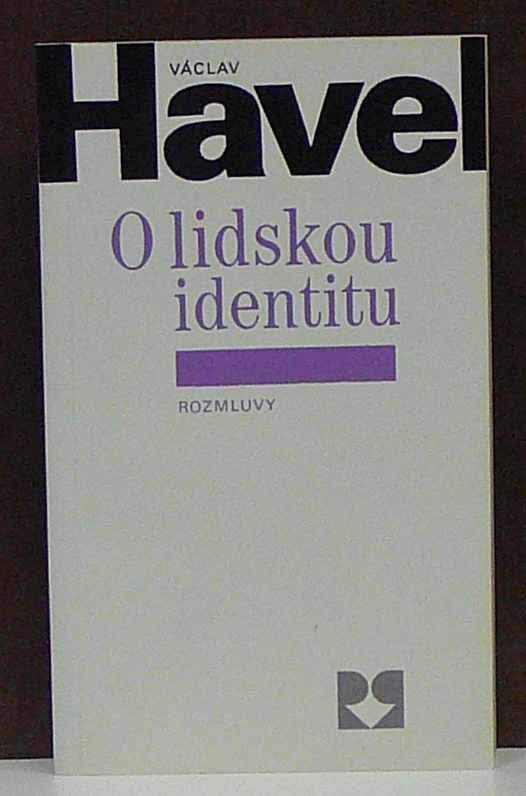 VÁCLAV
Havel
O lidskou
identitu
ROZMLUVY